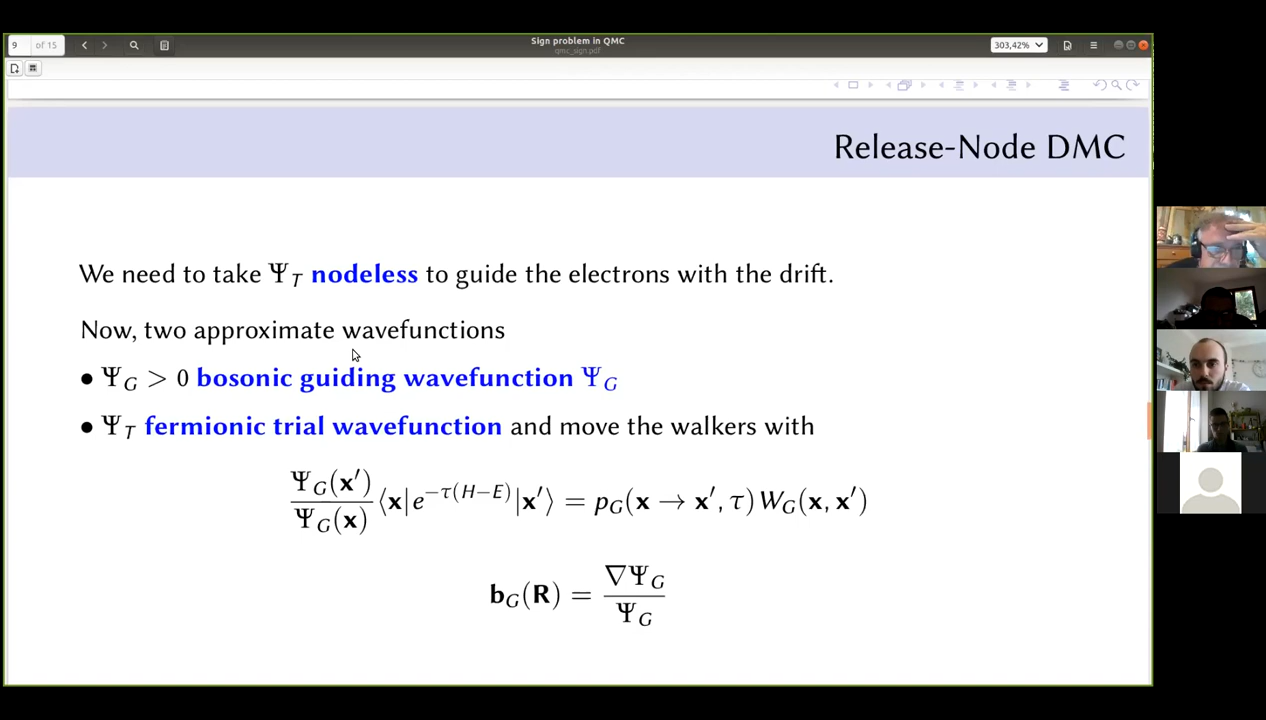 9 of 15
Sign problem in QMC
qmc_sign.pdf
303,42%
Release-Node DMC
We need to take Ψ_T nodeless to guide the electrons with the drift.
Now, two approximate wavefunctions
• Ψ_G > 0 bosonic guiding wavefunction Ψ_G
• Ψ_T fermionic trial wavefunction and move the walkers with
Ψ_G(x′)/Ψ_G(x) ⟨x|e^{−τ(H−E)}|x′⟩ = p_G(x → x′, τ)W_G(x, x′)
b_G(R) = ∇Ψ_G/Ψ_G